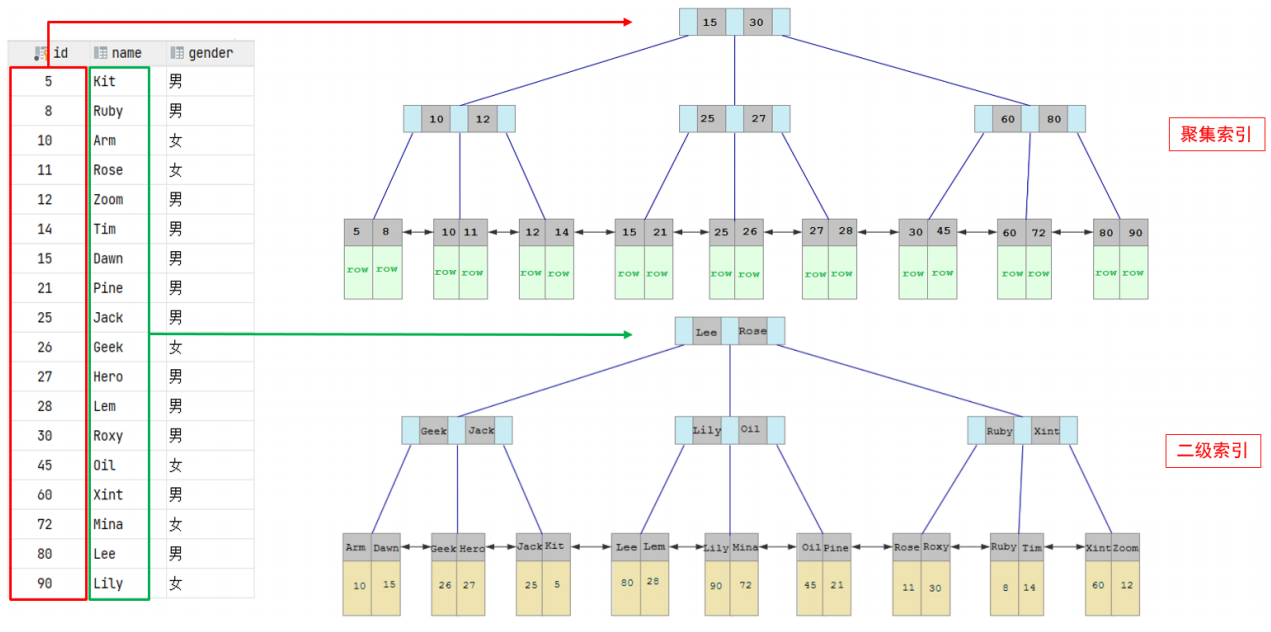 id name gender
5 Kit 男
8 Ruby 男
10 Arm 女
11 Rose 女
12 Zoom 男
14 Tim 男
15 Dawn 男
21 Pine 男
25 Jack 男
26 Geek 女
27 Hero 男
28 Lem 男
30 Roxy 男
45 Oil 女
60 Xint 男
72 Mina 女
80 Lee 男
90 Lily 女
15 30
10 12 25 27 60 80
聚集索引
5 8 10 11 12 14 15 21 25 26 27 28 30 45 60 72 80 90
row row row row row row row row row row row row row row row row row row
Lee Rose
Geek Jack Lily Oil Ruby Xint
二级索引
Arm Dawn Geek Hero Jack Kit Lee Lem Lily Mina Oil Pine Rose Roxy Ruby Tim Xint Zoom
10 15 26 27 25 5 80 28 90 72 45 21 11 30 8 14 60 12